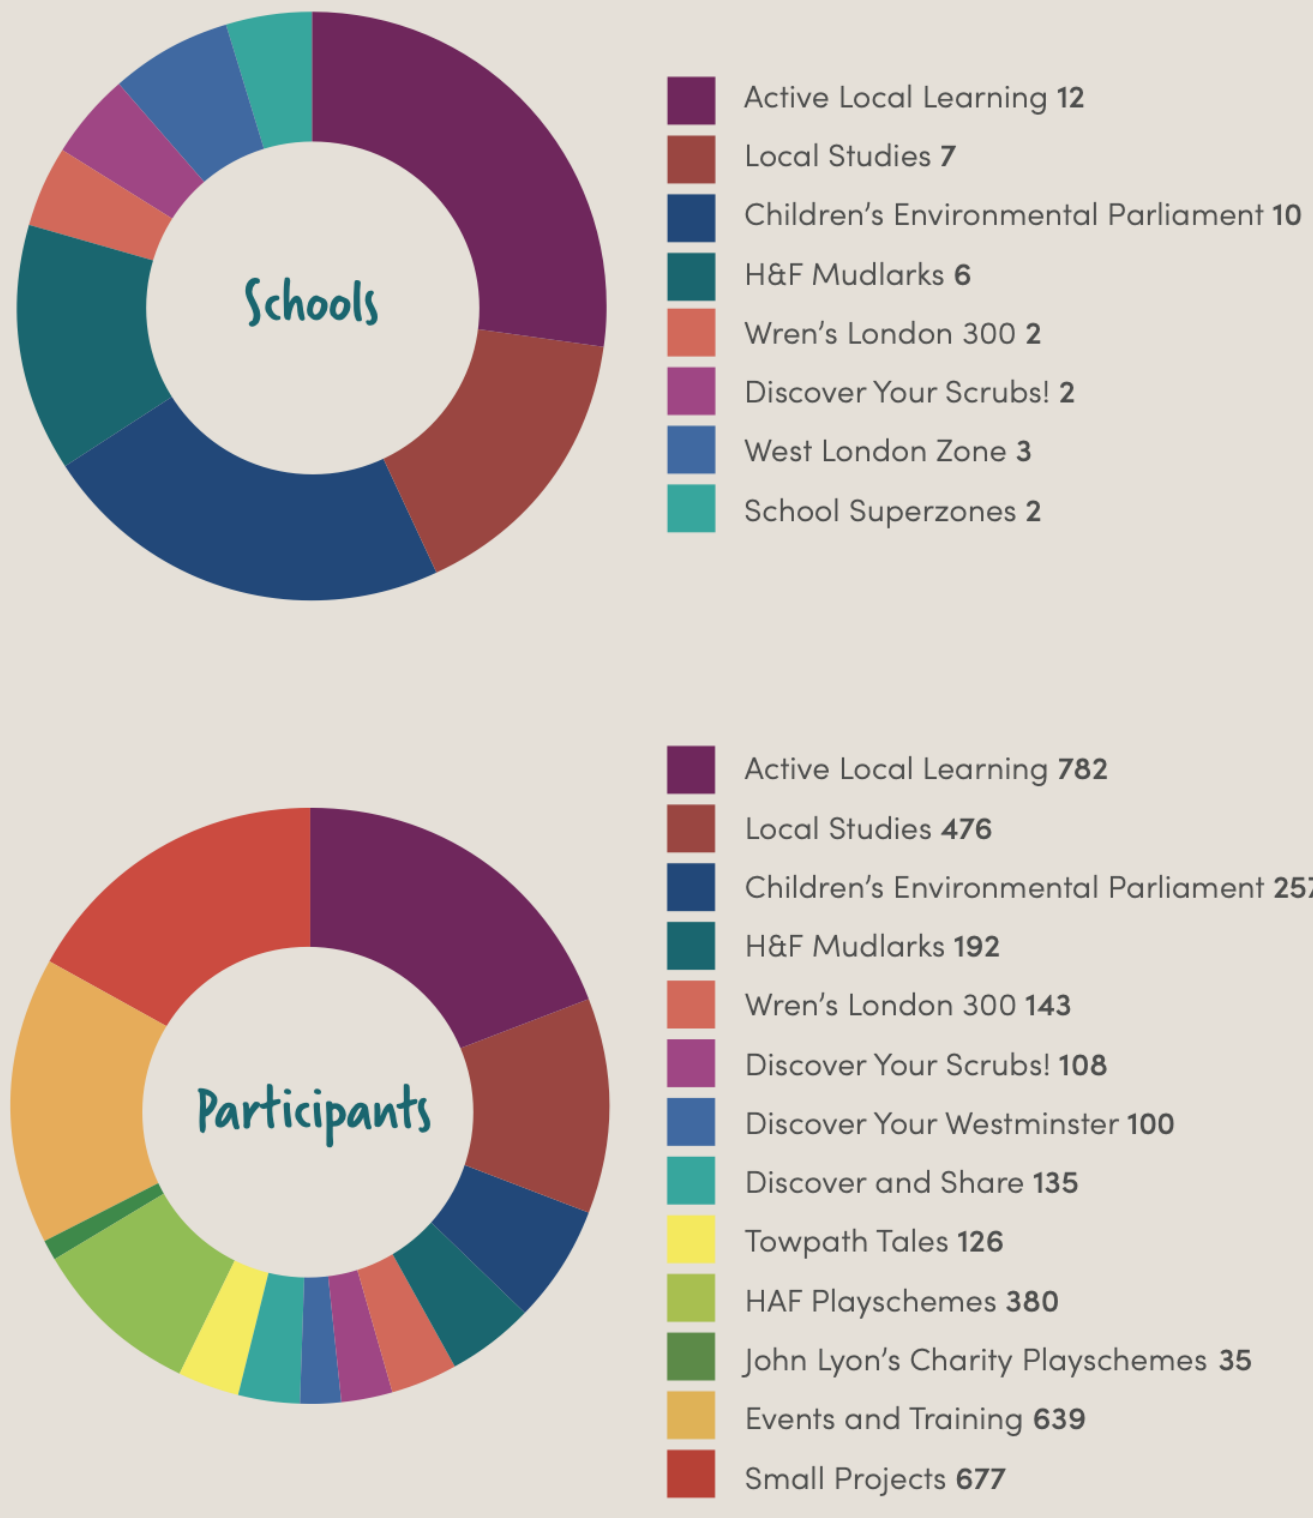 Schools
Active Local Learning 12
Local Studies 7
Children’s Environmental Parliament 10
H&F Mudlarks 6
Wren’s London 300 2
Discover Your Scrubs! 2
West London Zone 3
School Superzones 2
Participants
Active Local Learning 782
Local Studies 476
Children’s Environmental Parliament 257
H&F Mudlarks 192
Wren’s London 300 143
Discover Your Scrubs! 108
Discover Your Westminster 100
Discover and Share 135
Towpath Tales 126
HAF Playschemes 380
John Lyon’s Charity Playschemes 35
Events and Training 639
Small Projects 677